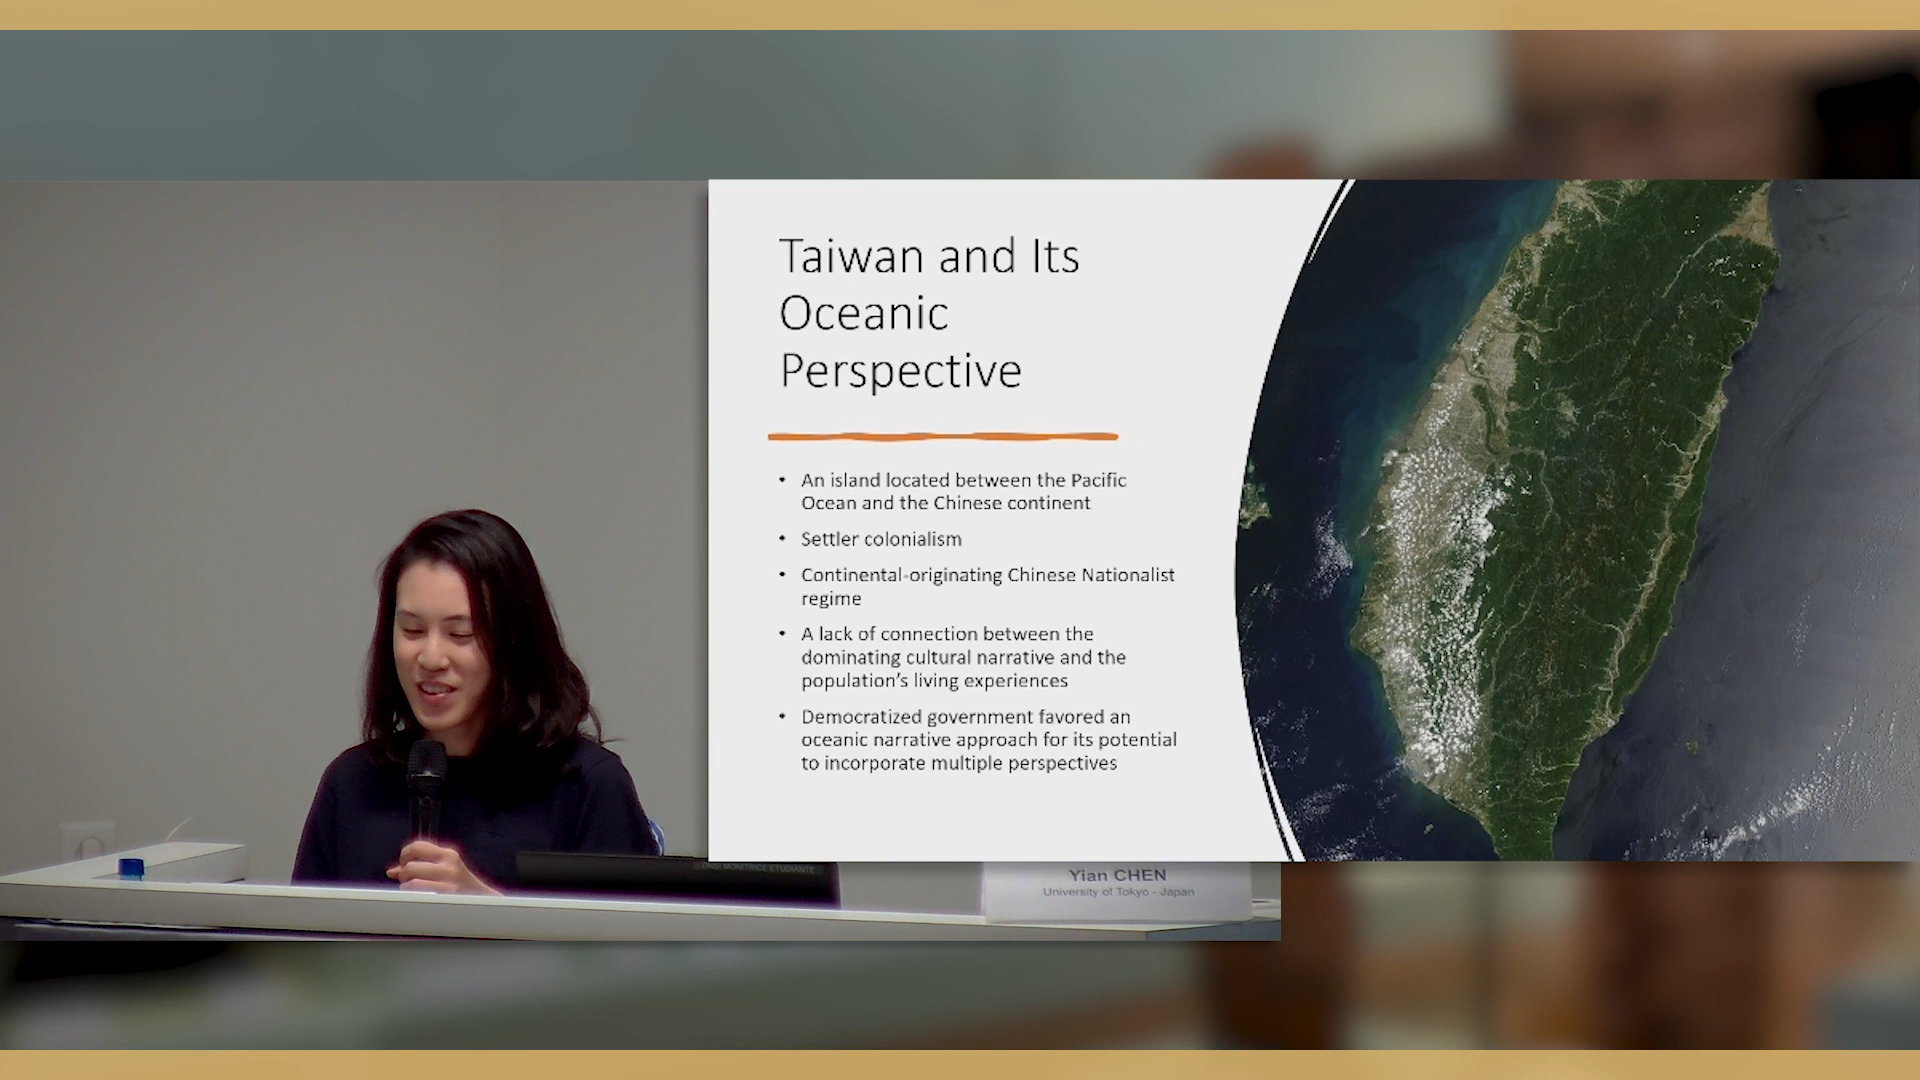 Taiwan and Its
Oceanic
Perspective
• An island located between the Pacific
Ocean and the Chinese continent
• Settler colonialism
• Continental-originating Chinese Nationalist
regime
• A lack of connection between the
dominating cultural narrative and the
population's living experiences
• Democratized government favored an
oceanic narrative approach for its potential
to incorporate multiple perspectives
MONITRICE ETUDIANTE
Yian CHEN
University of Tokyo - Japan